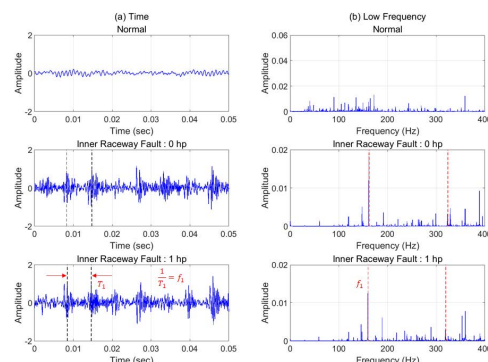 (a) Time
Normal
Amplitude
2
0
-2
0 0.01 0.02 0.03 0.04 0.05
Time (sec)
Inner Raceway Fault : 0 hp
Amplitude
2
0
-2
0 0.01 0.02 0.03 0.04 0.05
Time (sec)
Inner Raceway Fault : 1 hp
Amplitude
2
0
-2
T₁
1/T₁ = f₁
0 0.01 0.02 0.03 0.04 0.05
Time (sec)
(b) Low Frequency
Normal
Amplitude
0.06
0.04
0.02
0
0 100 200 300 400
Frequency (Hz)
Inner Raceway Fault : 0 hp
Amplitude
0.02
0.01
0
0 100 200 300 400
Frequency (Hz)
Inner Raceway Fault : 1 hp
Amplitude
0.02
0.01
0
f₁
0 100 200 300 400
Frequency (Hz)